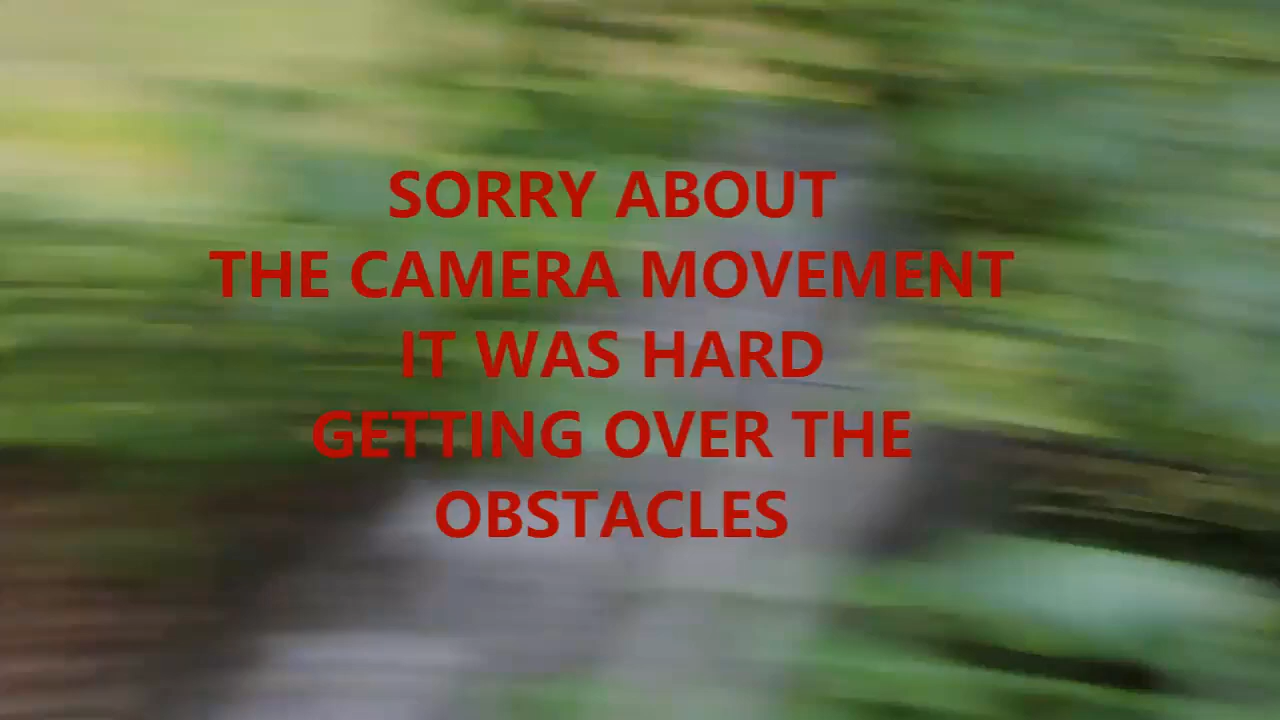 SORRY ABOUT
THE CAMERA MOVEMENT
IT WAS HARD
GETTING OVER THE
OBSTACLES